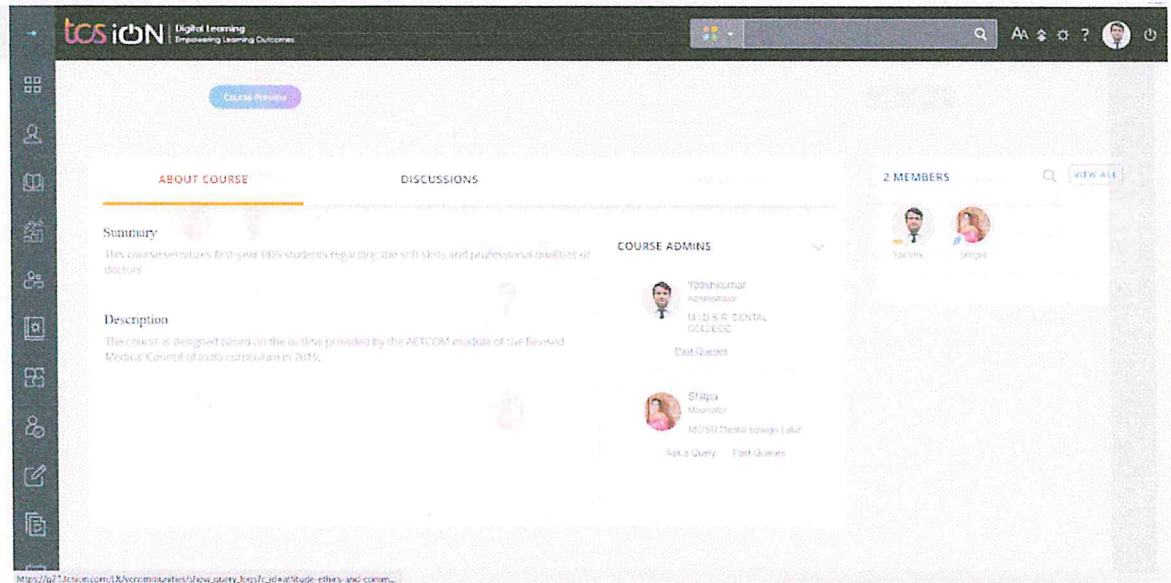 tcs iON | Digital Learning
Empowering Learning Outcomes
AA ?
Course Preview
ABOUT COURSE
DISCUSSIONS
2 MEMBERS
VIEW ALL
Summary
This course sensitizes first-year BDS students regarding the soft skills and professional qualities of
doctors
Description
The course is designed based on the outline provided by the AETCOM module of the Revised
Medical Council of India curriculum in 2019.
COURSE ADMINS
Yatishkumar
Administrator
DENTAL
COLLEGE
Past Queries
Shilpa
Moderator
MIDSR Dental college Latur
Ask a Query Past Queries
Shilpa